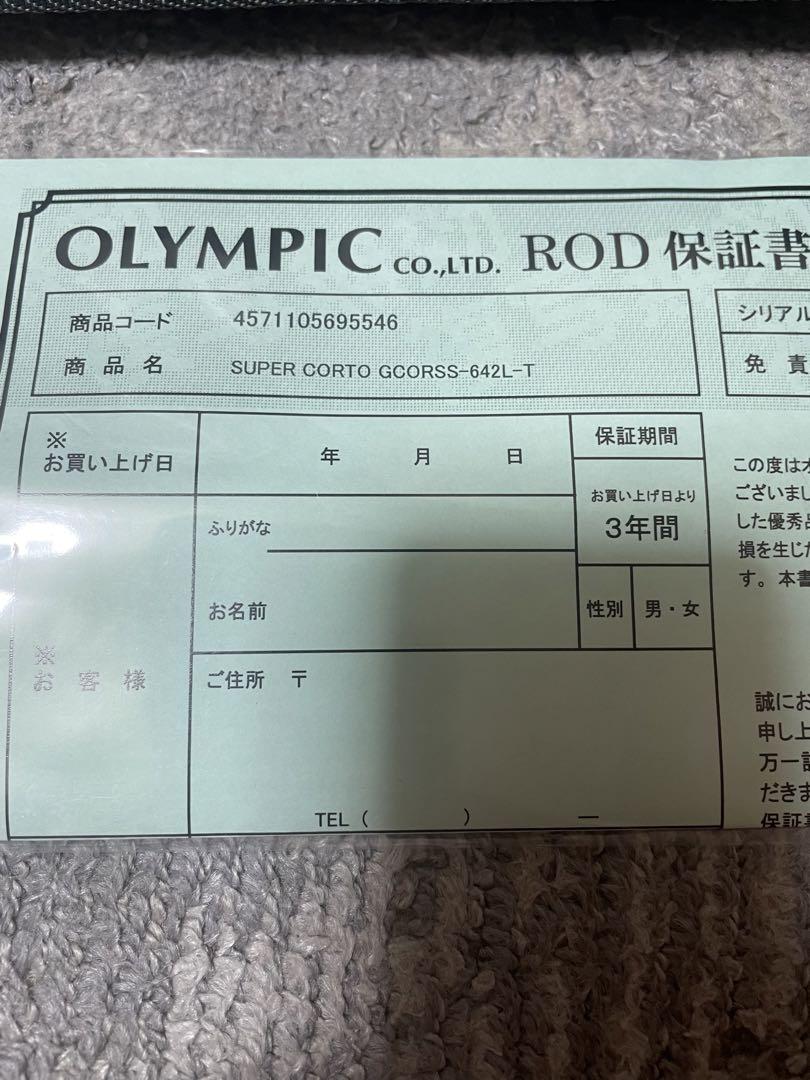 OLYMPIC CO.,LTD. ROD 保証書
商品コード 4571105695546
商品名 SUPER CORTO GCORSS-642L-T
シリアル
免責
※
お買い上げ日
年 月 日
保証期間
お買い上げ日より
3年間
ふりがな
お名前
性別 男・女
※
お客様
ご住所 〒
TEL ( ) ―
この度は
ございまし
した優秀
損を生じ
す。本書
誠にお
申し上
万一
だきま
保証書